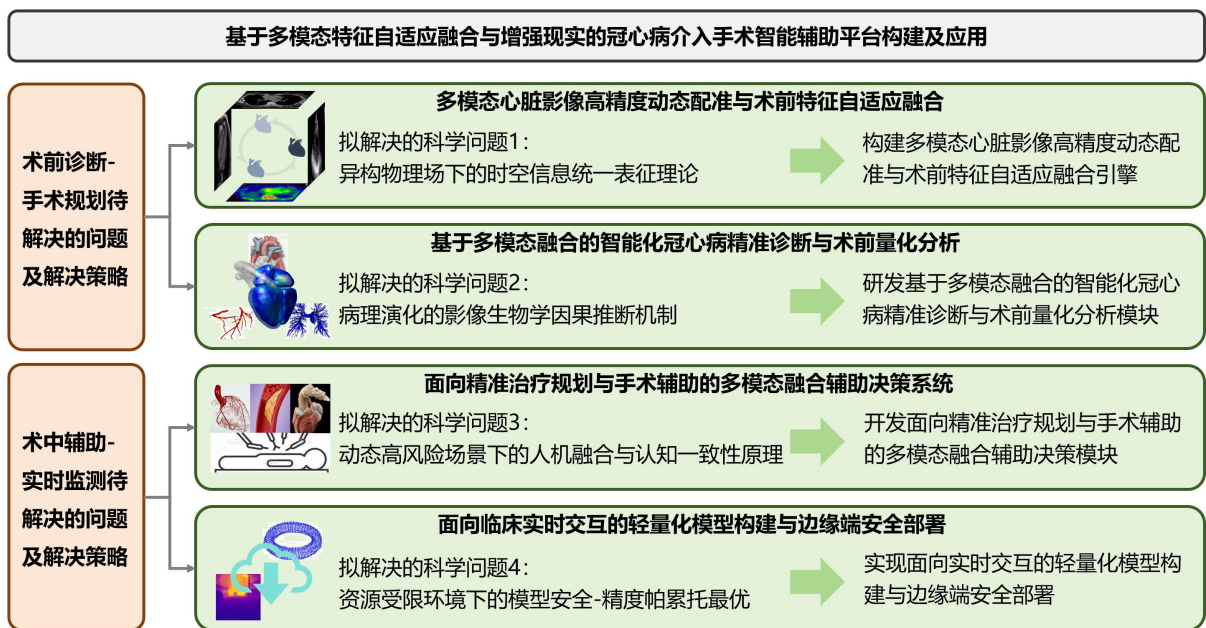 基于多模态特征自适应融合与增强现实的冠心病介入手术智能辅助平台构建及应用
术前诊断-
手术规划待
解决的问题
及解决策略
多模态心脏影像高精度动态配准与术前特征自适应融合
拟解决的科学问题1：
异构物理场下的时空信息统一表征理论
构建多模态心脏影像高精度动态配
准与术前特征自适应融合引擎
基于多模态融合的智能化冠心病精准诊断与术前量化分析
拟解决的科学问题2：
病理演化的影像生物学因果推断机制
研发基于多模态融合的智能化冠心
病精准诊断与术前量化分析模块
术中辅助-
实时监测待
解决的问题
及解决策略
面向精准治疗规划与手术辅助的多模态融合辅助决策系统
拟解决的科学问题3：
动态高风险场景下的人机融合与认知一致性原理
开发面向精准治疗规划与手术辅助
的多模态融合辅助决策模块
面向临床实时交互的轻量化模型构建与边缘端安全部署
拟解决的科学问题4：
资源受限环境下的模型安全-精度帕累托最优
实现面向实时交互的轻量化模型构
建与边缘端安全部署